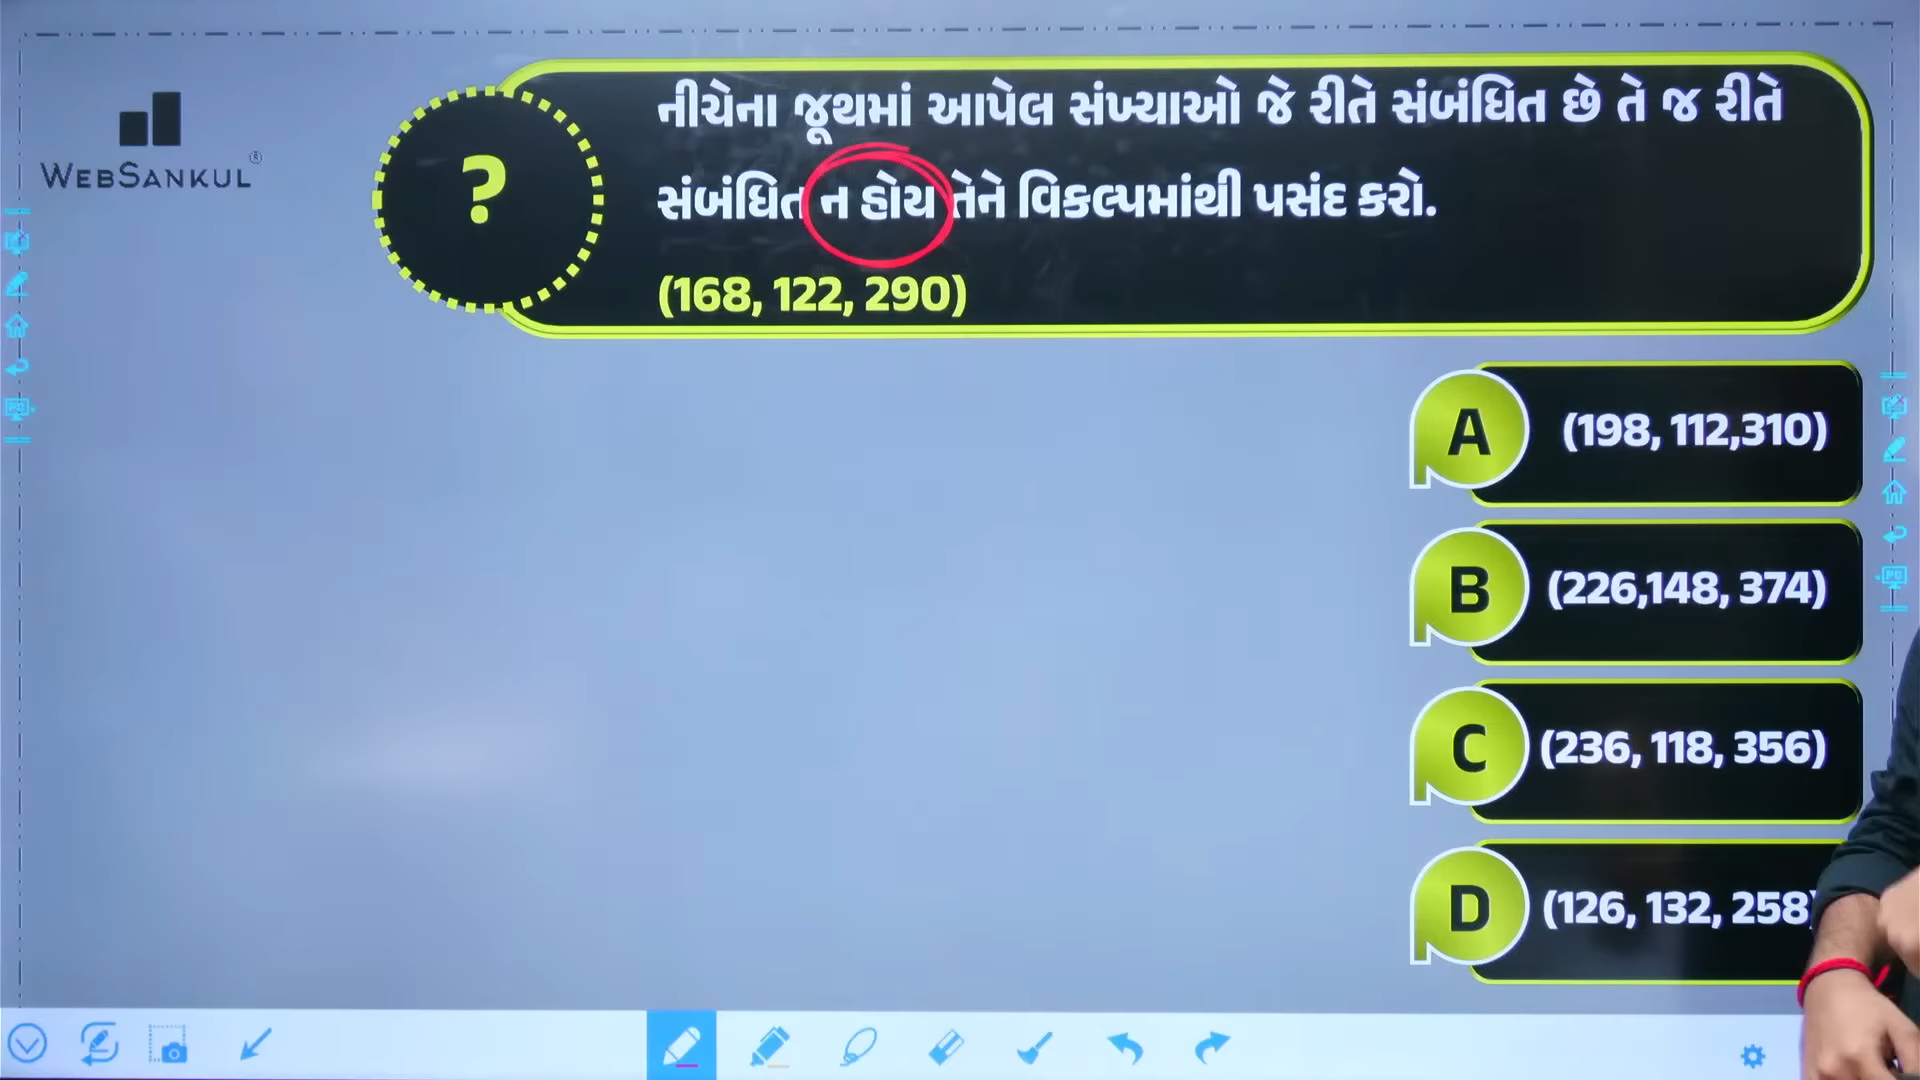 WEBSANKUL®
?
નીચેના જૂથમાં આપેલ સંખ્યાઓ જે રીતે સંબંધિત છે તે જ રીતે
સંબંધિત ન હોય તેને વિકલ્પમાંથી પસંદ કરો.
(168, 122, 290)
A (198, 112,310)
B (226,148, 374)
C (236, 118, 356)
D (126, 132, 258)